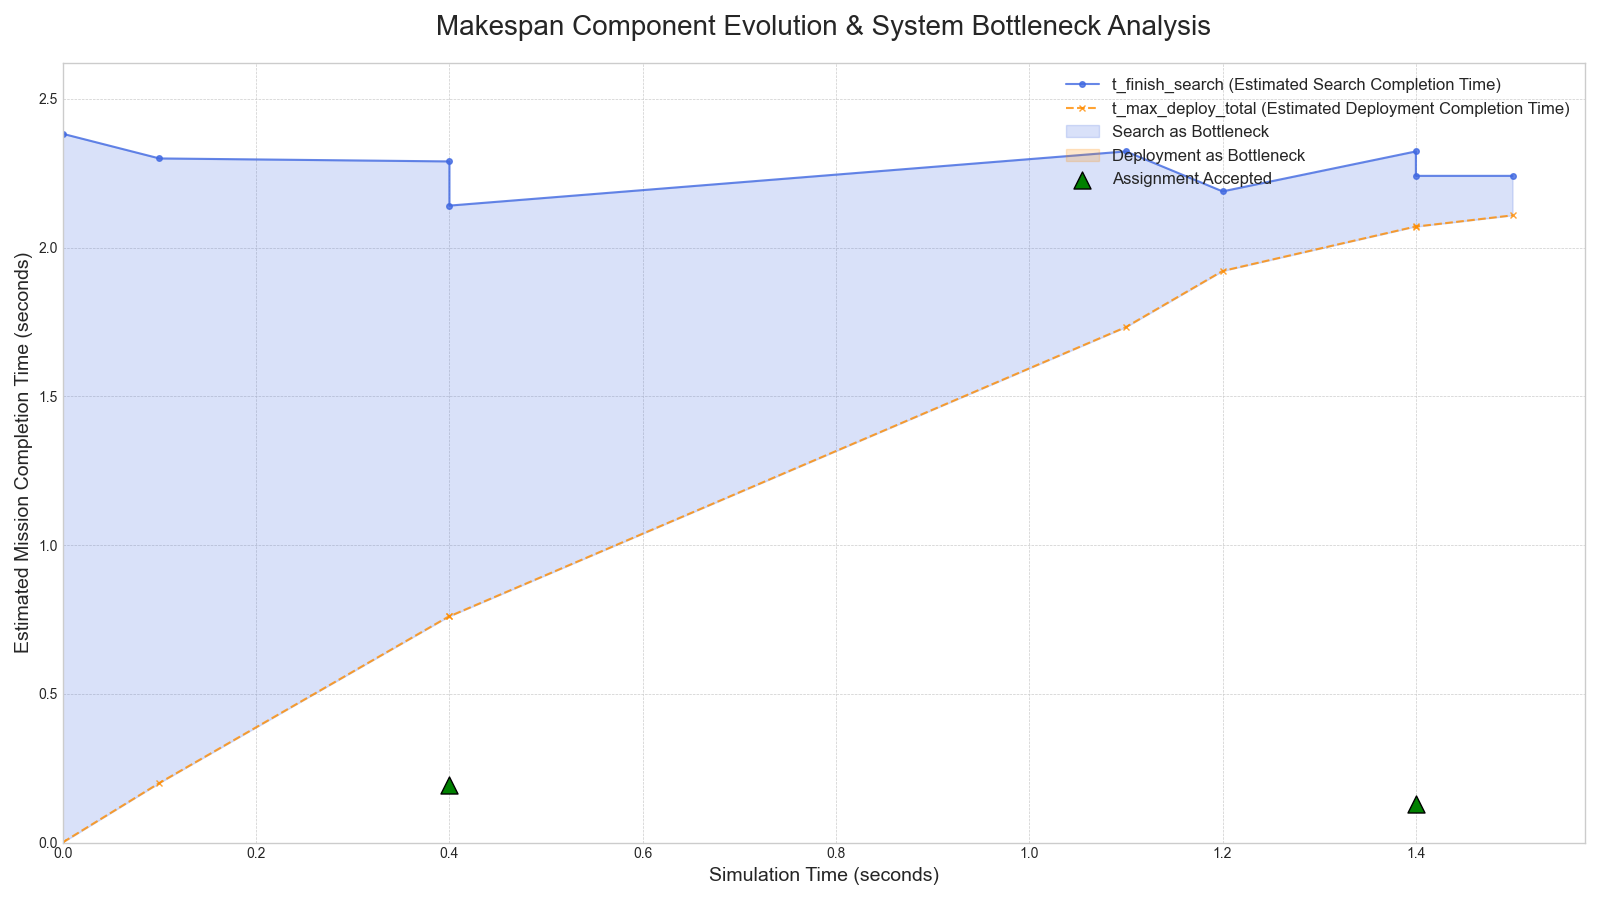 Makespan Component Evolution & System Bottleneck Analysis
t_finish_search (Estimated Search Completion Time)
t_max_deploy_total (Estimated Deployment Completion Time)
Search as Bottleneck
Deployment as Bottleneck
Assignment Accepted
Estimated Mission Completion Time (seconds)
2.5
2.0
1.5
1.0
0.5
0.0
0.0 0.2 0.4 0.6 0.8 1.0 1.2 1.4
Simulation Time (seconds)